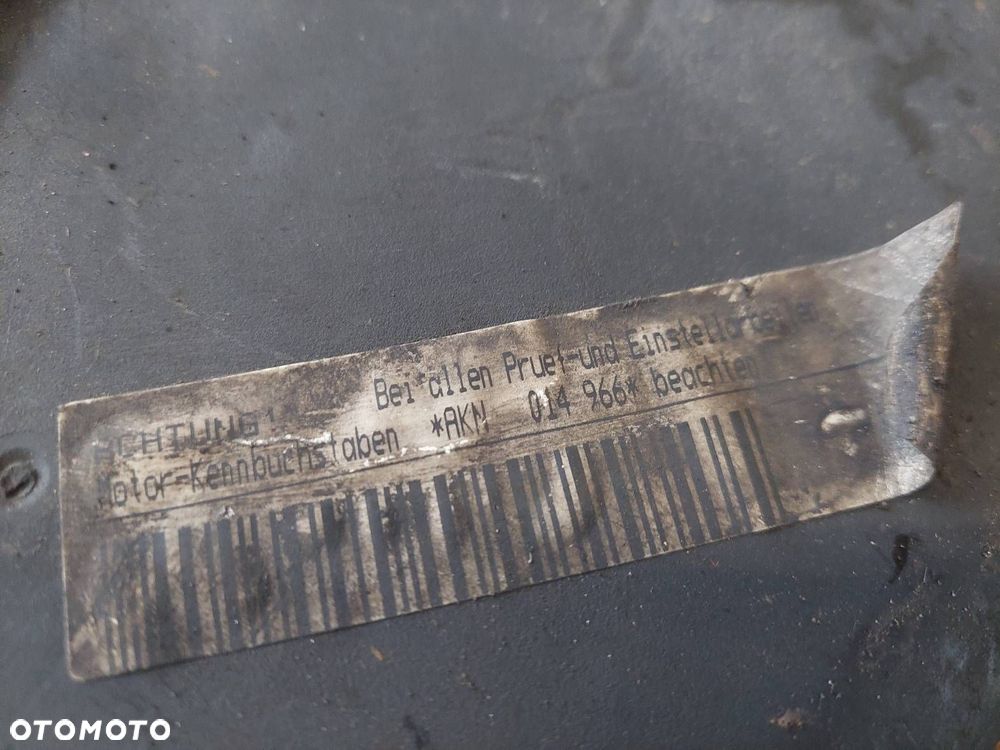 ACHTUNG! Bei allen Pruef-und Einstellarbeiten
Motor-Kennbuchstaben *AKN 014 966* beachten
OTOMOTO